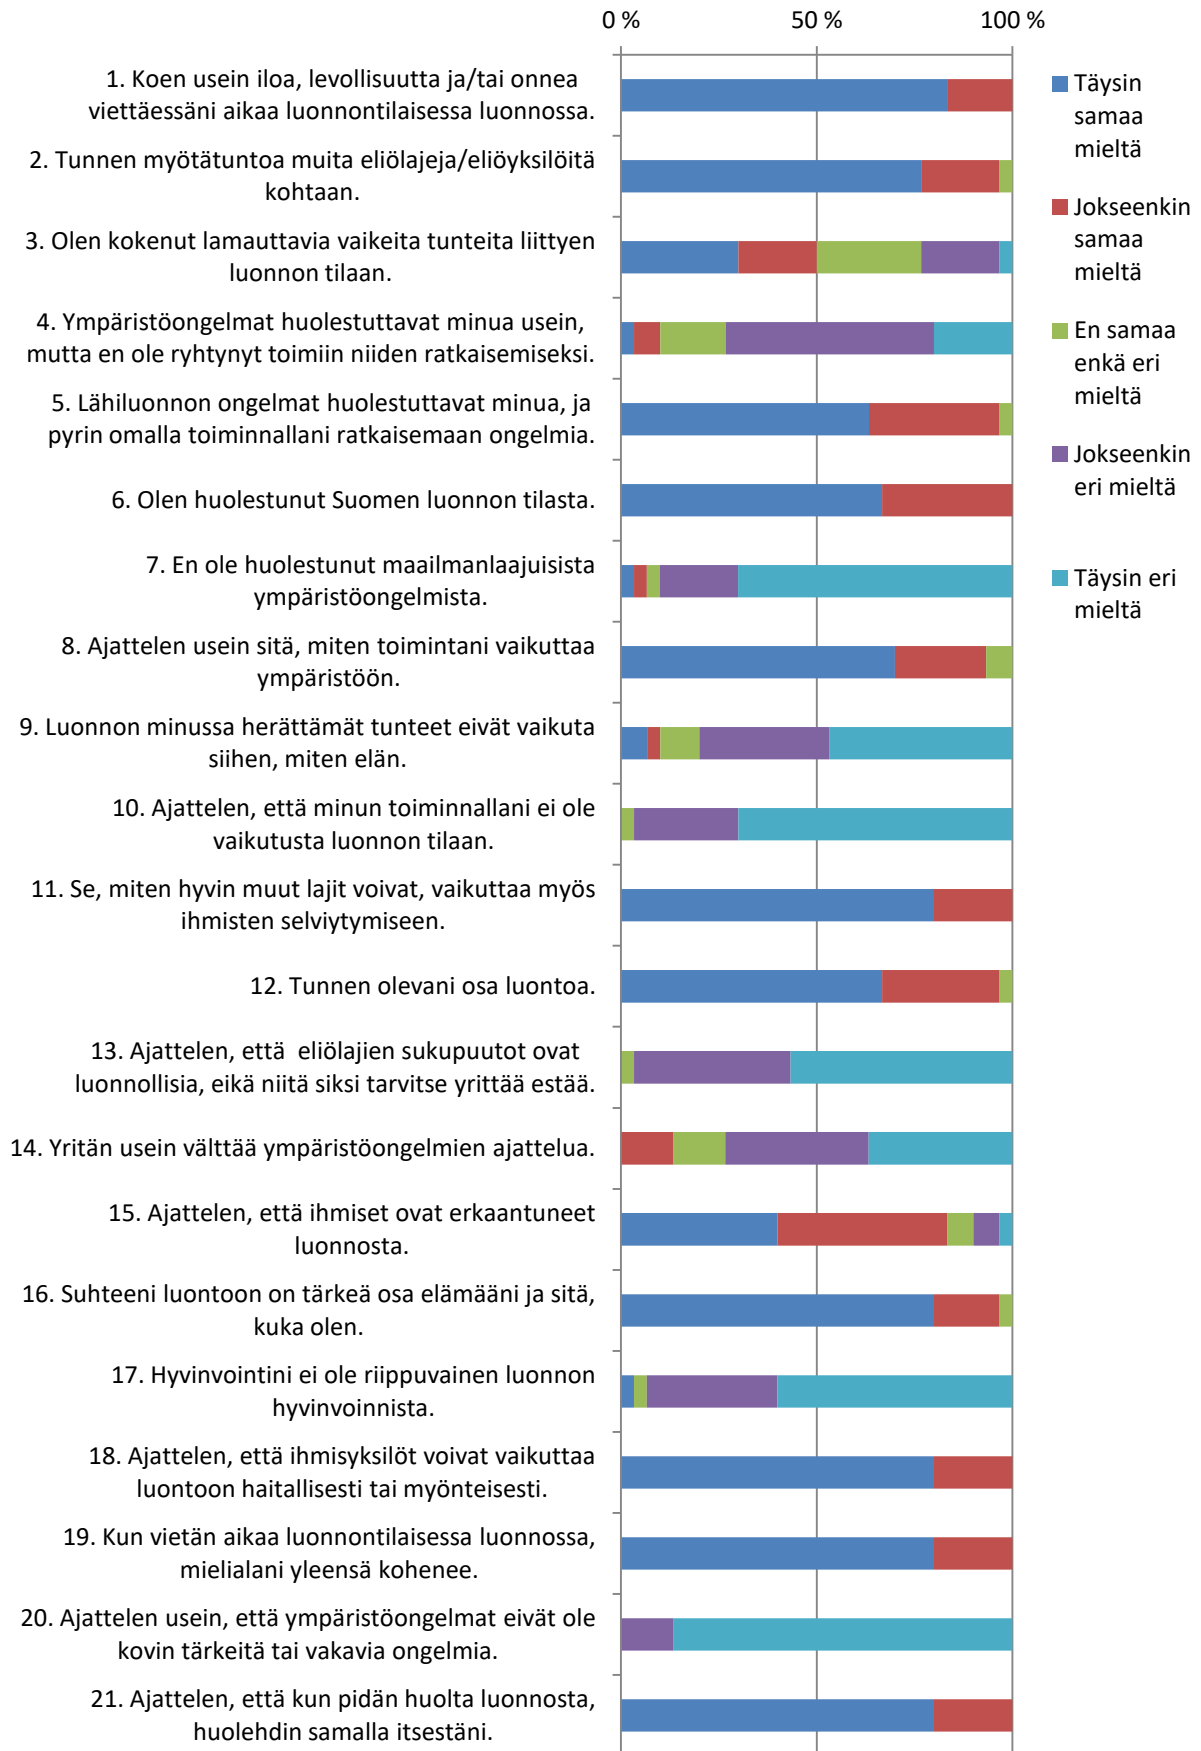 0 % 50 % 100 %
1. Koen usein iloa, levollisuutta ja/tai onnea
viettäessäni aikaa luonnontilaisessa luonnossa.
2. Tunnen myötätuntoa muita eliölajeja/eliöyksilöitä
kohtaan.
3. Olen kokenut lamauttavia vaikeita tunteita liittyen
luonnon tilaan.
4. Ympäristöongelmat huolestuttavat minua usein,
mutta en ole ryhtynyt toimiin niiden ratkaisemiseksi.
5. Lähiluonnon ongelmat huolestuttavat minua, ja
pyrin omalla toiminnallani ratkaisemaan ongelmia.
6. Olen huolestunut Suomen luonnon tilasta.
7. En ole huolestunut maailmanlaajuisista
ympäristöongelmista.
8. Ajattelen usein sitä, miten toimintani vaikuttaa
ympäristöön.
9. Luonnon minussa herättämät tunteet eivät vaikuta
siihen, miten elän.
10. Ajattelen, että minun toiminnallani ei ole
vaikutusta luonnon tilaan.
11. Se, miten hyvin muut lajit voivat, vaikuttaa myös
ihmisten selviytymiseen.
12. Tunnen olevani osa luontoa.
13. Ajattelen, että  eliölajien sukupuutot ovat
luonnollisia, eikä niitä siksi tarvitse yrittää estää.
14. Yritän usein välttää ympäristöongelmien ajattelua.
15. Ajattelen, että ihmiset ovat erkaantuneet
luonnosta.
16. Suhteeni luontoon on tärkeä osa elämääni ja sitä,
kuka olen.
17. Hyvinvointini ei ole riippuvainen luonnon
hyvinvoinnista.
18. Ajattelen, että ihmisyksilöt voivat vaikuttaa
luontoon haitallisesti tai myönteisesti.
19. Kun vietän aikaa luonnontilaisessa luonnossa,
mielialani yleensä kohenee.
20. Ajattelen usein, että ympäristöongelmat eivät ole
kovin tärkeitä tai vakavia ongelmia.
21. Ajattelen, että kun pidän huolta luonnosta,
huolehdin samalla itsestäni.
Täysin
samaa
mieltä
Jokseenkin
samaa
mieltä
En samaa
enkä eri
mieltä
Jokseenkin
eri mieltä
Täysin eri
mieltä